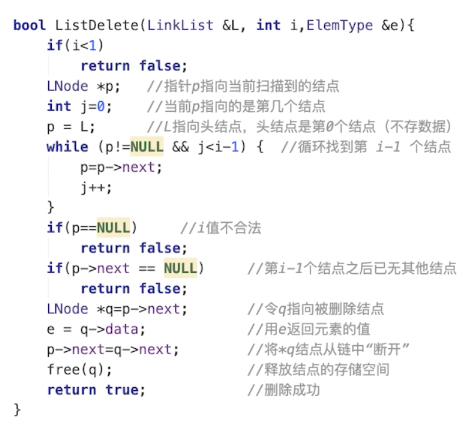 bool ListDelete(LinkList &L, int i,ElemType &e){
    if(i<1)
        return false;
    LNode *p;   //指针p指向当前扫描到的结点
    int j=0;    //当前p指向的是第几个结点
    p = L;      //L指向头结点，头结点是第0个结点（不存数据）
    while (p!=NULL && j<i-1) {  //循环找到第 i-1 个结点
        p=p->next;
        j++;
    }
    if(p==NULL)     //i值不合法
        return false;
    if(p->next == NULL)     //第i-1个结点之后已无其他结点
        return false;
    LNode *q=p->next;       //令q指向被删除结点
    e = q->data;            //用e返回元素的值
    p->next=q->next;        //将*q结点从链中“断开”
    free(q);                //释放结点的存储空间
    return true;            //删除成功
}